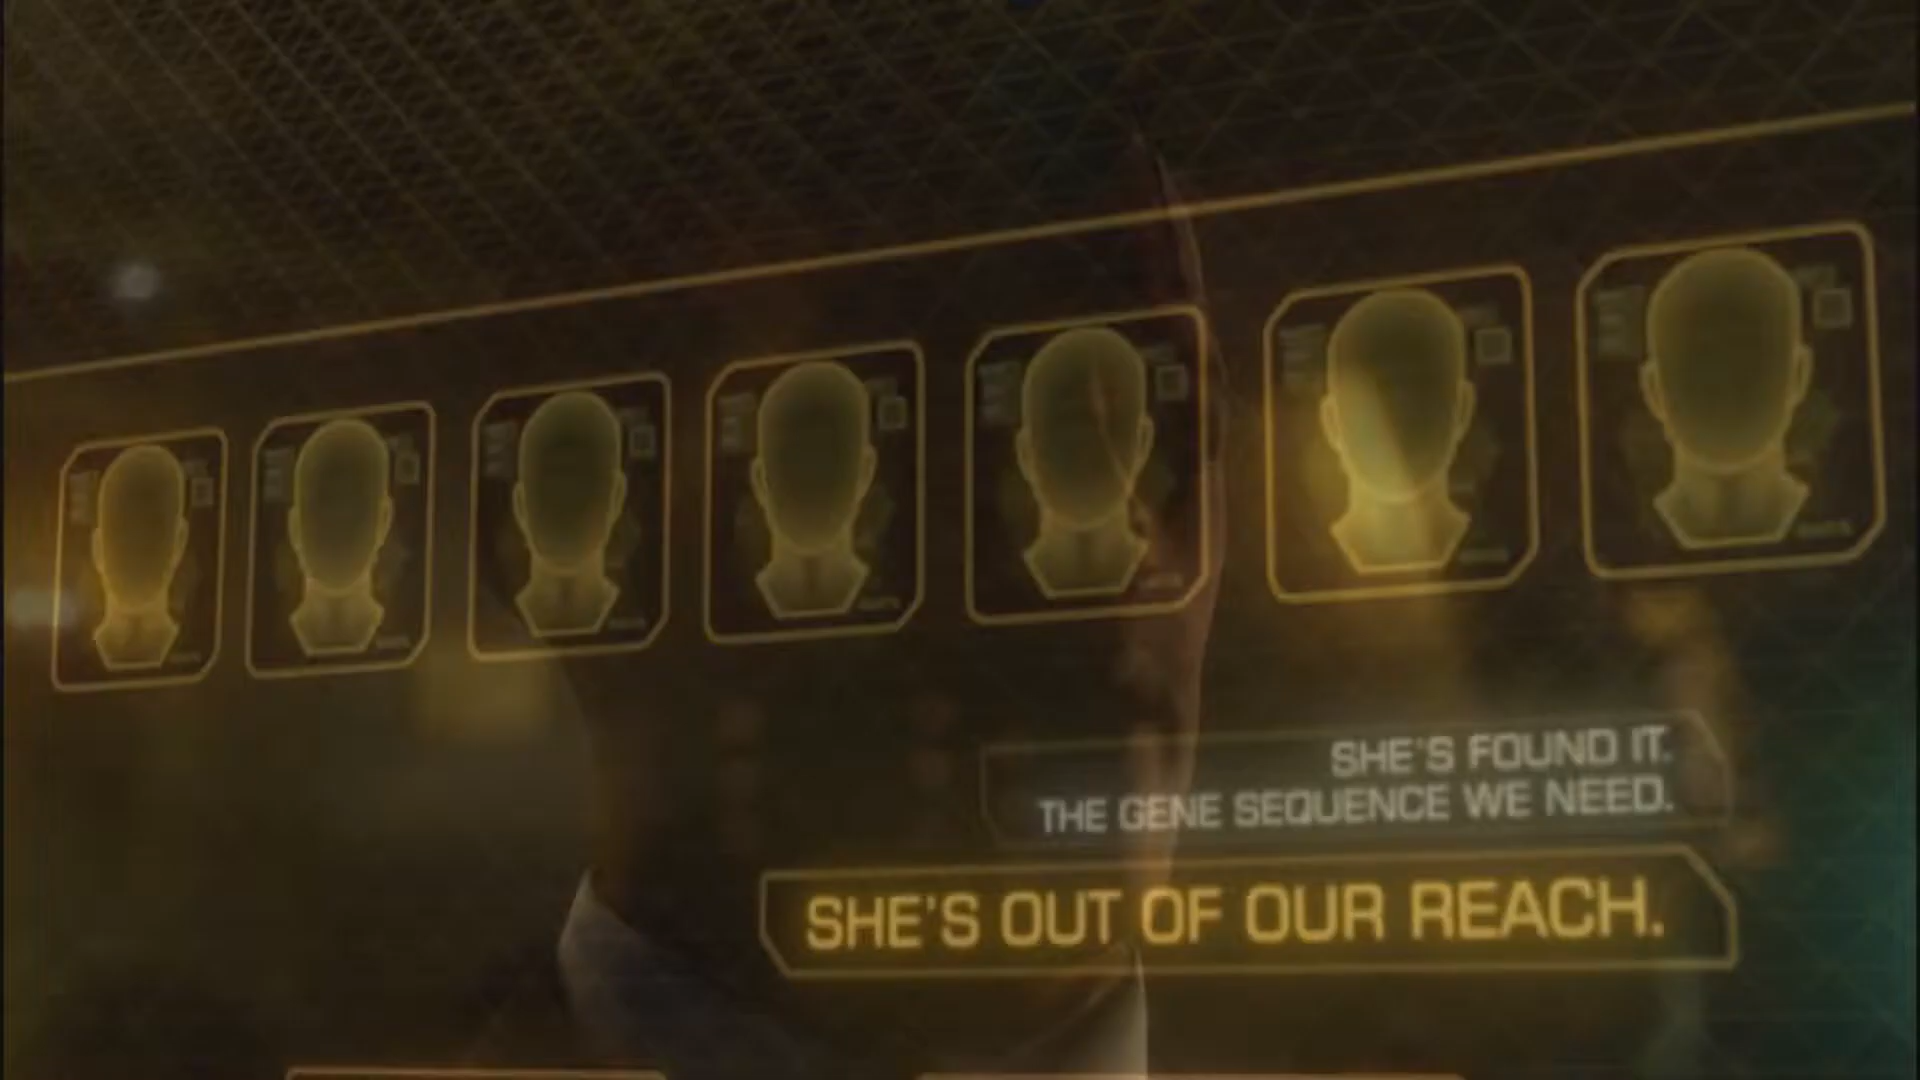 SHE'S FOUND IT.
THE GENE SEQUENCE WE NEED.
SHE'S OUT OF OUR REACH.